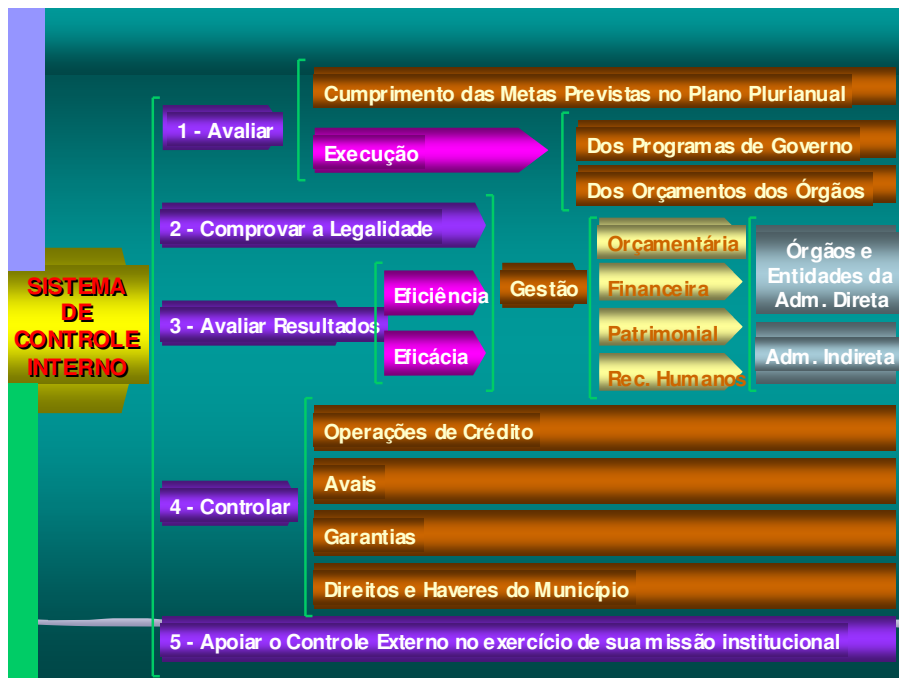 SISTEMA
DE
CONTROLE
INTERNO
1 - Avaliar
Cumprimento das Metas Previstas no Plano Plurianual
Execução
Dos Programas de Governo
Dos Orçamentos dos Órgãos
2 - Comprovar a Legalidade
3 - Avaliar Resultados
Eficiência
Eficácia
Gestão
Orçamentária
Financeira
Patrimonial
Rec. Humanos
Órgãos e
Entidades da
Adm. Direta
Adm. Indireta
4 - Controlar
Operações de Crédito
Avais
Garantias
Direitos e Haveres do Município
5 - Apoiar o Controle Externo no exercício de sua missão institucional